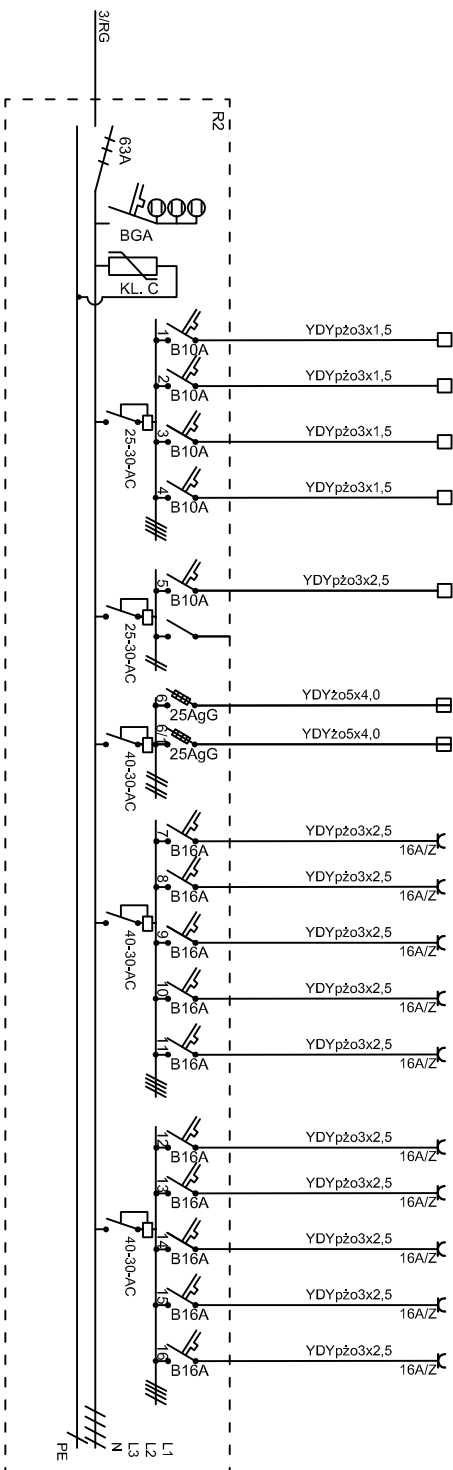 3/RG
R2
63A
BGA
KL. C
1
B10A
YDYpżo3x1,5
2
B10A
YDYpżo3x1,5
3
B10A
YDYpżo3x1,5
4
B10A
YDYpżo3x1,5
25-30-AC
5
B10A
YDYpżo3x2,5
25-30-AC
6
25AgG
YDYżo5x4,0
6/1
25AgG
YDYżo5x4,0
40-30-AC
7
B16A
YDYpżo3x2,5
16A/Z
8
B16A
YDYpżo3x2,5
16A/Z
9
B16A
YDYpżo3x2,5
16A/Z
10
B16A
YDYpżo3x2,5
16A/Z
11
B16A
YDYpżo3x2,5
16A/Z
40-30-AC
12
B16A
YDYpżo3x2,5
16A/Z
13
B16A
YDYpżo3x2,5
16A/Z
14
B16A
YDYpżo3x2,5
16A/Z
15
B16A
YDYpżo3x2,5
16A/Z
16
B16A
YDYpżo3x2,5
16A/Z
40-30-AC
L1
L2
L3
N
PE